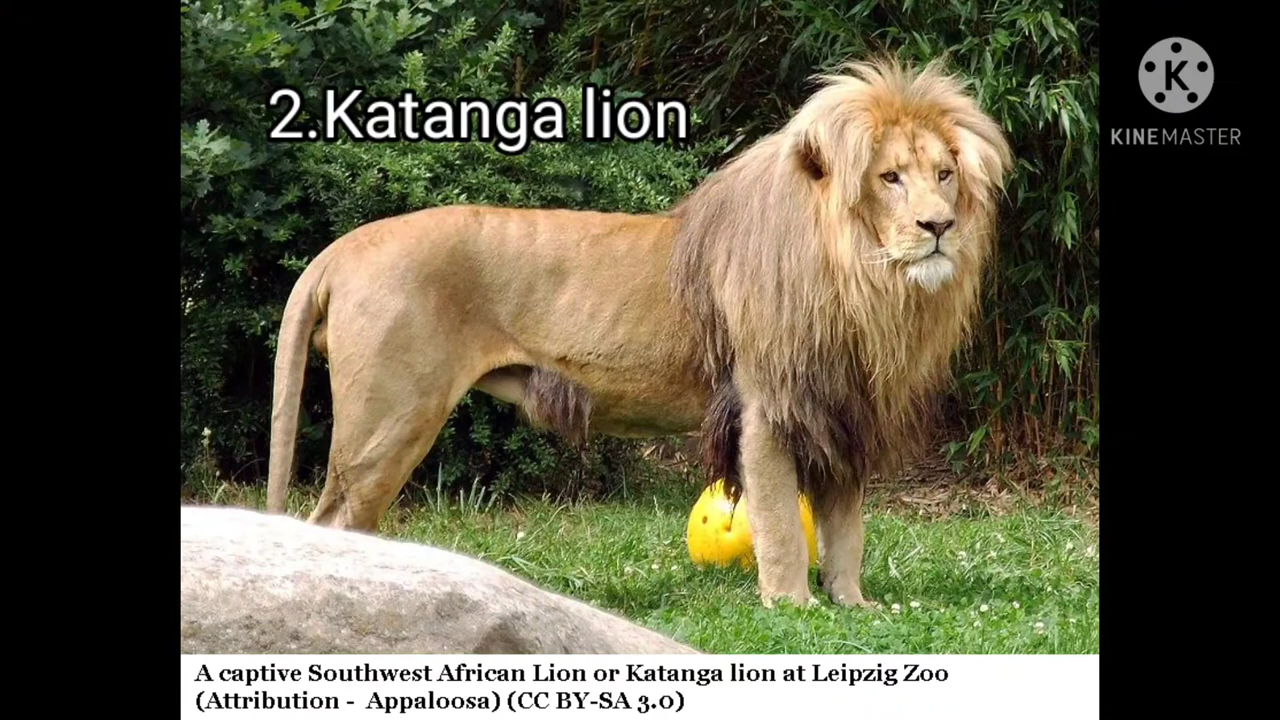 2.Katanga lion
K
KINEMASTER
A captive Southwest African Lion or Katanga lion at Leipzig Zoo
(Attribution - Appaloosa) (CC BY-SA 3.0)